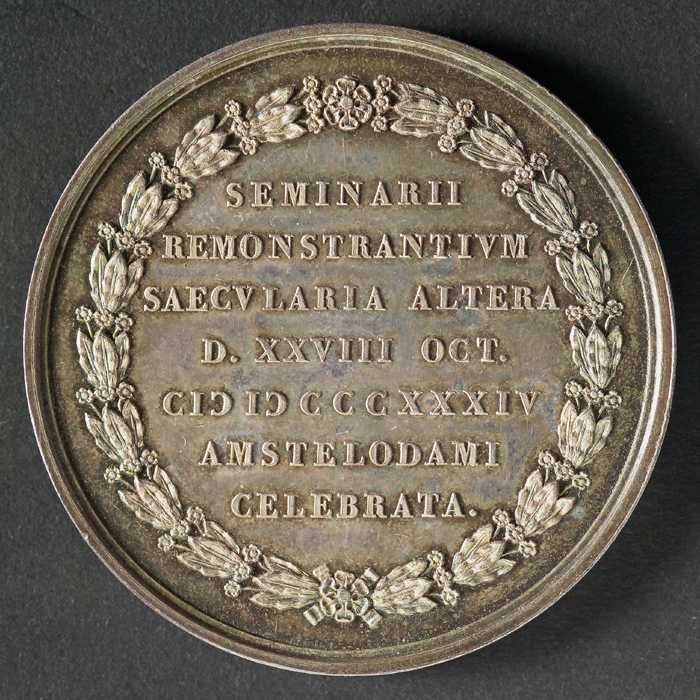 SEMINARII
REMONSTRANTIVM
SAECVLARIA ALTERA
D. XXVIII OCT.
CIƆ IƆ CCCXXXIV
AMSTELODAMI
CELEBRATA.